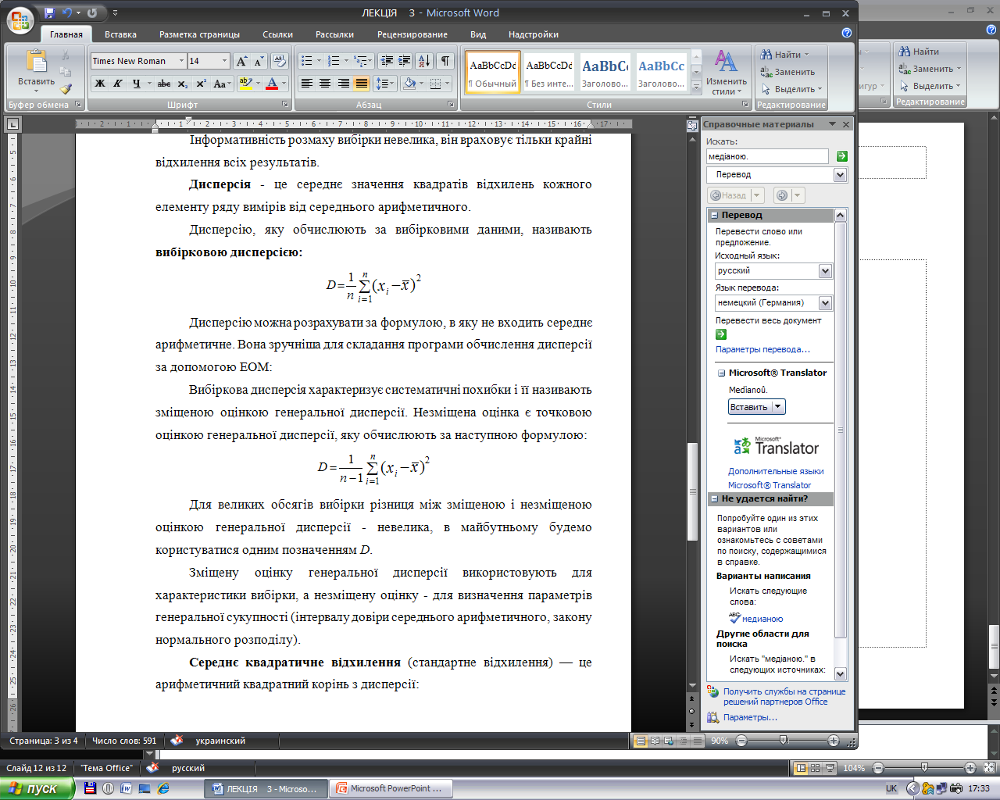 ЛЕКЦІЯ 3 - Microsoft Word
Главная Вставка Разметка страницы Ссылки Рассылки Рецензирование Вид Надстройки
Вставить
Буфер обмена
Times New Roman 14
Ж К Ч abc x₂ x² Aa
Шрифт
Абзац
AaBbCcDd AaBbCcDd AaBbCc AaBbCc
¶ Обычный ¶ Без инте... Заголово... Заголово...
Стили
Изменить стили
Найти
Заменить
Выделить
Редактирование
Найти
Заменить
Выделить
Редактирование
Інформативність розмаху вибірки невелика, він враховує тільки крайні
відхилення всіх результатів.
Дисперсія - це середнє значення квадратів відхилень кожного
елементу ряду вимірів від середнього арифметичного.
Дисперсію, яку обчислюють за вибірковими даними, називають
вибірковою дисперсією:
D = 1/n ∑ i=1 n (x i − x̅)²
Дисперсію можна розрахувати за формулою, в яку не входить середнє
арифметичне. Вона зручніша для складання програми обчислення дисперсії
за допомогою ЕОМ:
Вибіркова дисперсія характеризує систематичні похибки і її називають
зміщеною оцінкою генеральної дисперсії. Незміщена оцінка є точковою
оцінкою генеральної дисперсії, яку обчислюють за наступною формулою:
D = 1/n−1 ∑ i=1 n (x i − x̅)²
Для великих обсягів вибірки різниця між зміщеною і незміщеною
оцінкою генеральної дисперсії - невелика, в майбутньому будемо
користуватися одним позначенням D.
Зміщену оцінку генеральної дисперсії використовують для
характеристики вибірки, а незміщену оцінку - для визначення параметрів
генеральної сукупності (інтервалу довіри середнього арифметичного, закону
нормального розподілу).
Середнє квадратичне відхилення (стандартне відхилення) — це
арифметичний квадратний корінь з дисперсії:
Справочные материалы
Искать:
медіаною.
Перевод
Назад
Перевод
Перевести слово или
предложение.
Исходный язык:
русский
Язык перевода:
немецкий (Германия)
Перевести весь документ
Параметры перевода...
Microsoft® Translator
Medìanoû.
Вставить
Microsoft®
Translator
Дополнительные языки
Microsoft® Translator
Не удается найти?
Попробуйте один из этих
вариантов или
ознакомьтесь с советами
по поиску, содержащимися
в справке.
Варианты написания
Искать следующие
слова:
медианою
Другие области для
поиска
Искать "медіаною." в
следующих источниках:
Получить службы на странице
решений партнеров Office
Параметры...
Страница: 3 из 4 Число слов: 591 украинский 90%
Слайд 12 из 12 "Тема Office" русский 104%
пуск ЛЕКЦІЯ 3 - Microso... Microsoft PowerPoint ... UK 17:33